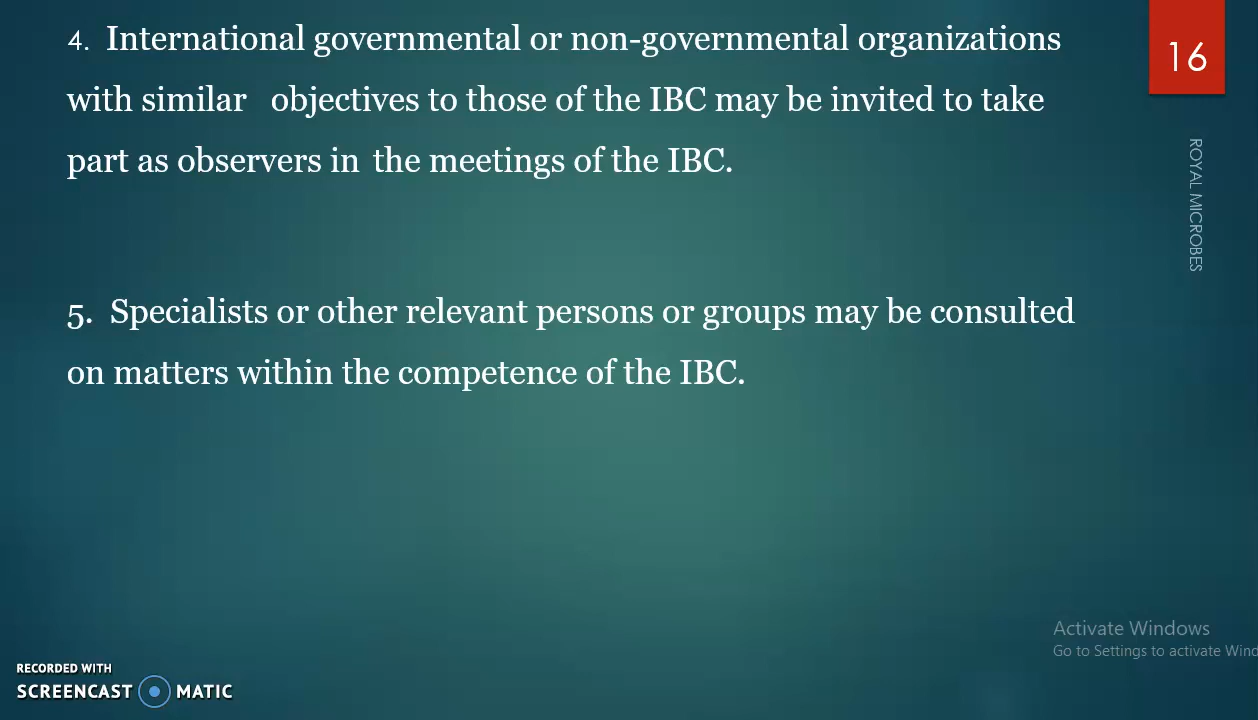 4. International governmental or non-governmental organizations
with similar objectives to those of the IBC may be invited to take
part as observers in the meetings of the IBC.
5. Specialists or other relevant persons or groups may be consulted
on matters within the competence of the IBC.
16
ROYAL MICROBES
Activate Windows
Go to Settings to activate Wind
RECORDED WITH
SCREENCAST MATIC